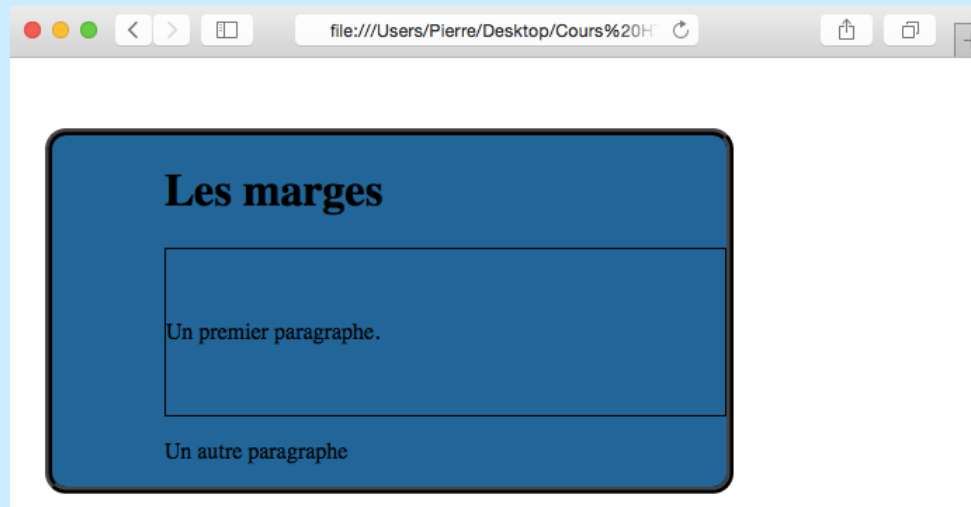 file:///Users/Pierre/Desktop/Cours%20H
Les marges
Un premier paragraphe.
Un autre paragraphe